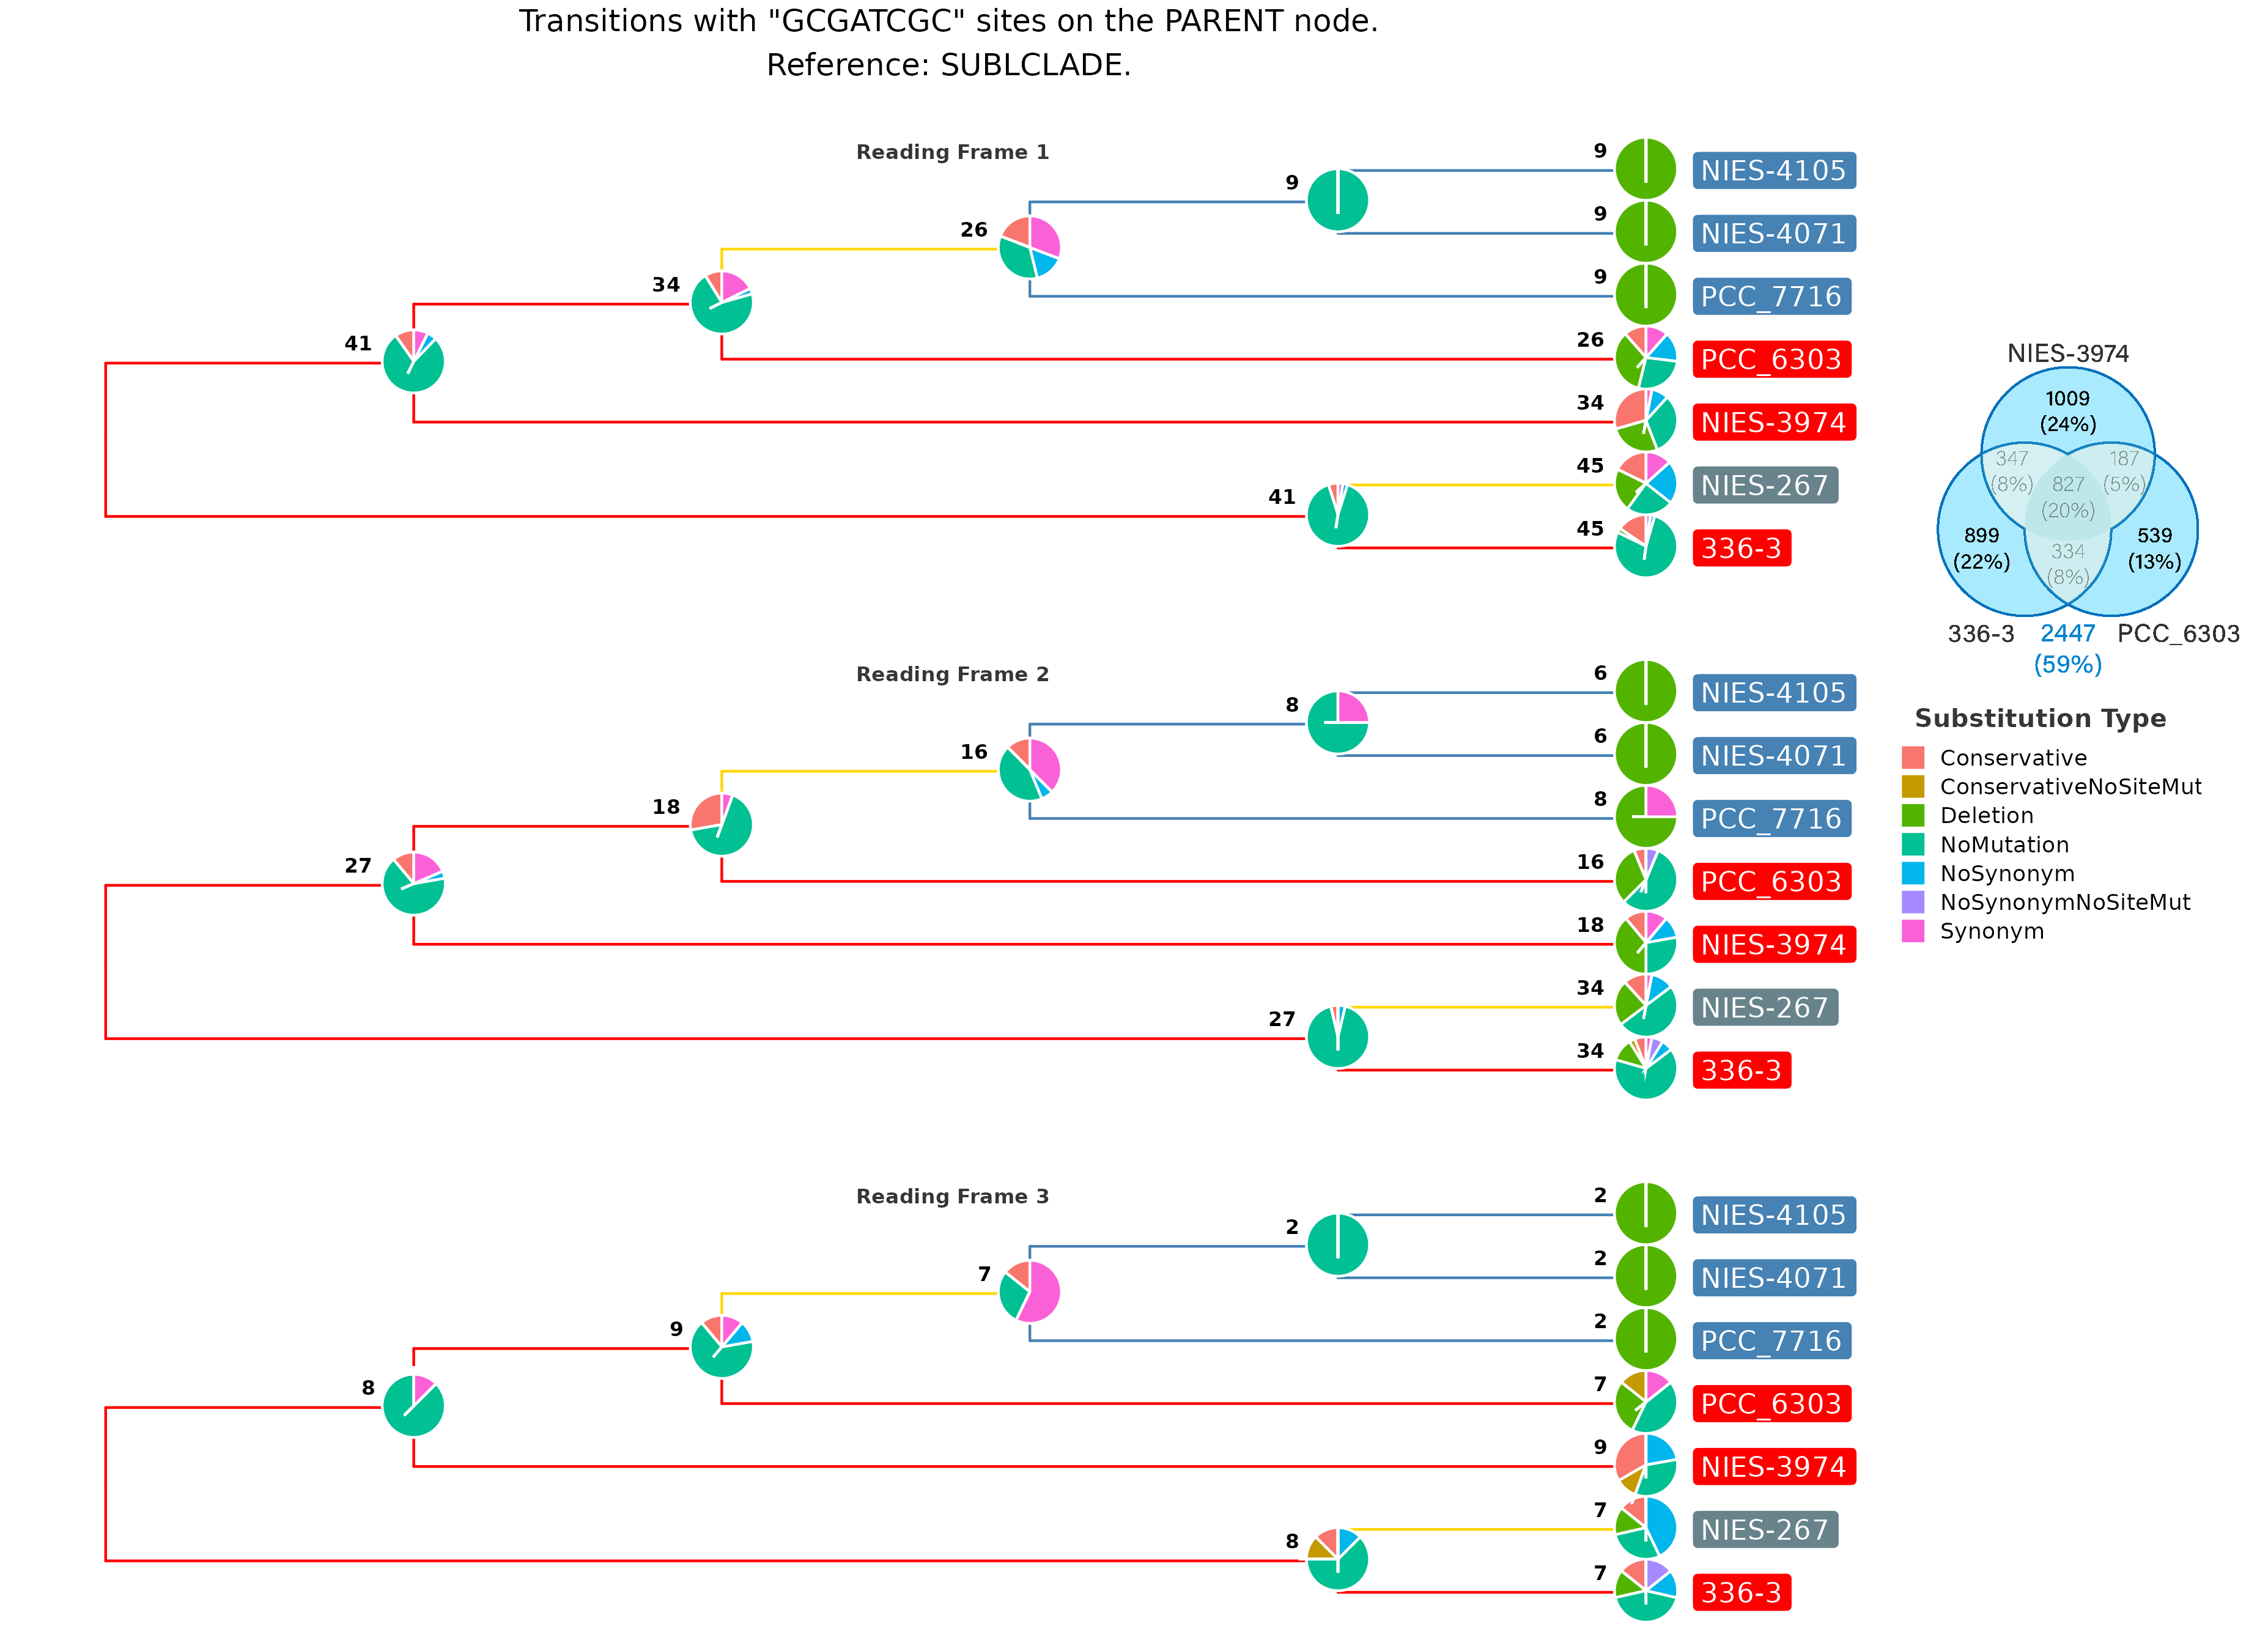 Transitions with "GCGATCGC" sites on the PARENT node.
Reference: SUBLCLADE.
Reading Frame 1
9
NIES-4105
9
9
NIES-4071
26
9
PCC_7716
34
26
PCC_6303
41
34
NIES-3974
45
NIES-267
41
45
336-3
NIES-3974
1009
(24%)
347
(8%)
187
(5%)
827
(20%)
899
(22%)
539
(13%)
334
(8%)
336-3
2447
(59%)
PCC_6303
Substitution Type
Conservative
ConservativeNoSiteMut
Deletion
NoMutation
NoSynonym
NoSynonymNoSiteMut
Synonym
Reading Frame 2
6
NIES-4105
8
6
NIES-4071
16
8
PCC_7716
18
16
PCC_6303
27
18
NIES-3974
34
NIES-267
27
34
336-3
Reading Frame 3
2
NIES-4105
2
2
NIES-4071
7
2
PCC_7716
9
7
PCC_6303
8
9
NIES-3974
7
NIES-267
8
7
336-3